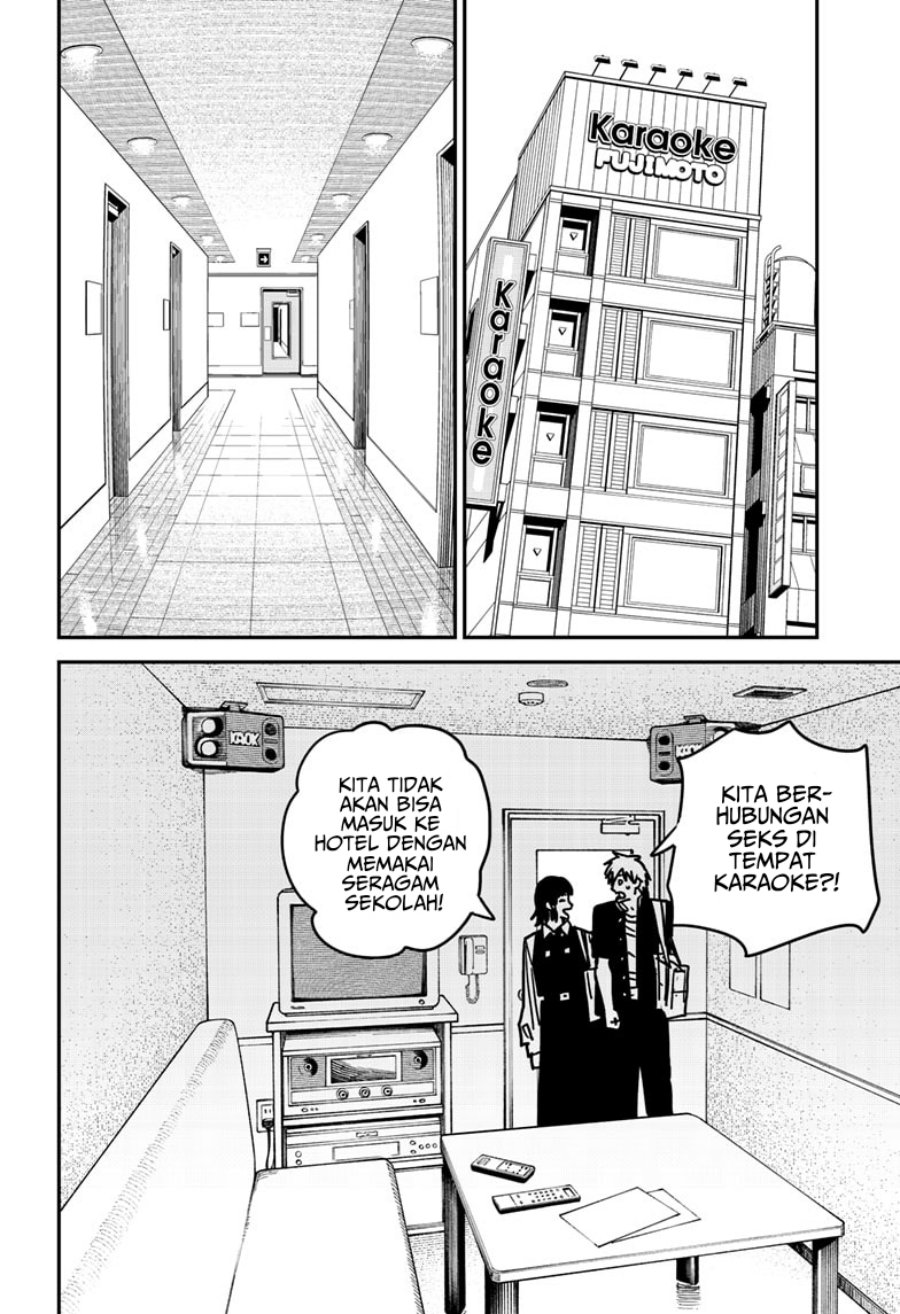 Karaoke
FUJIMOTO
Karaoke
KITA BER-
HUBUNGAN
SEKS DI
TEMPAT
KARAOKE?!
KITA TIDAK
AKAN BISA
MASUK KE
HOTEL DENGAN
MEMAKAI
SERAGAM
SEKOLAH!
KAOK